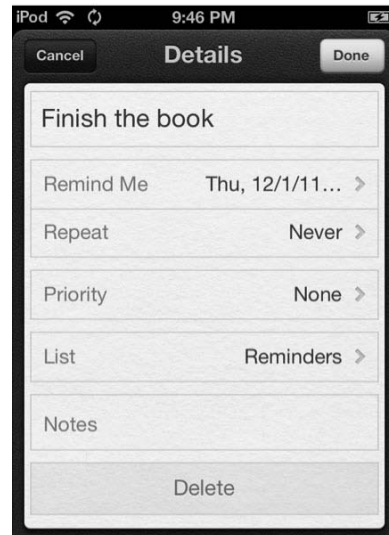 iPod 9:46 PM
Cancel Details Done
Finish the book
Remind Me Thu, 12/1/11...
Repeat Never
Priority None
List Reminders
Notes
Delete